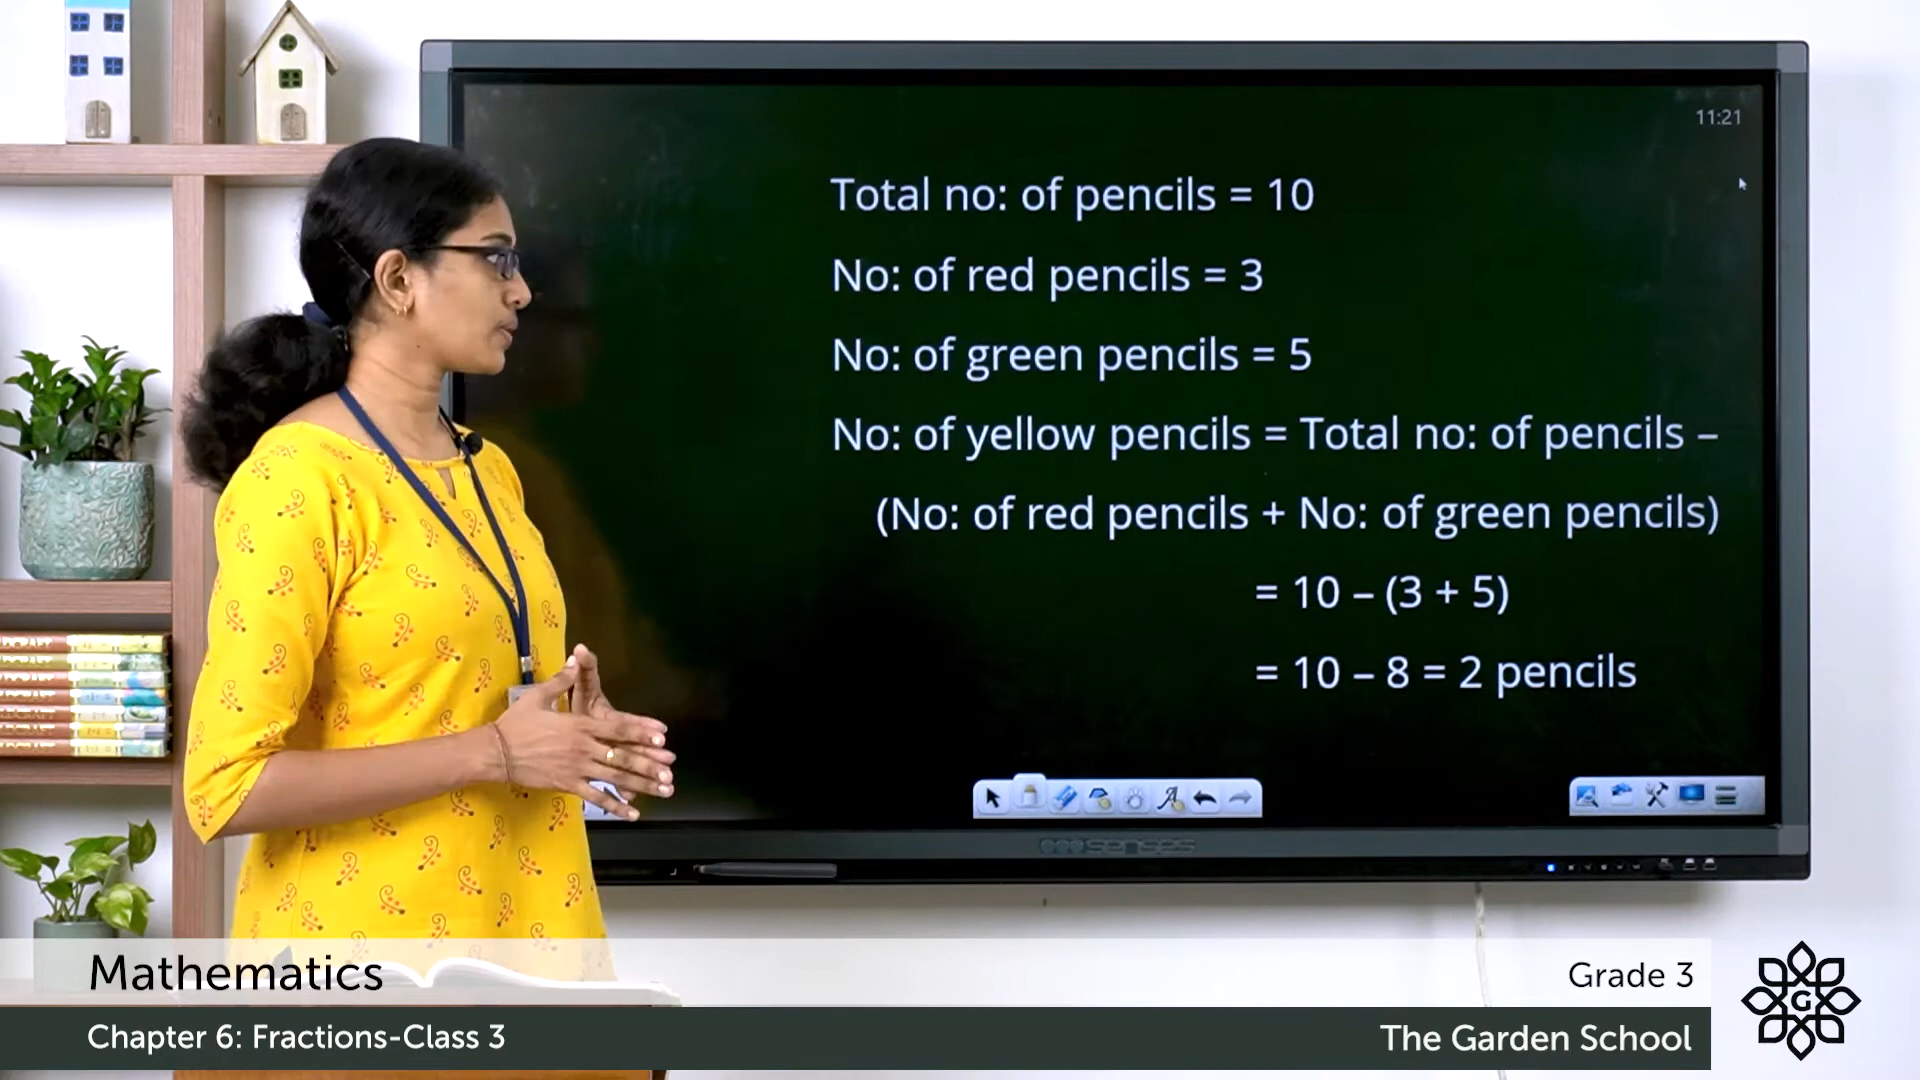 11:21
Total no: of pencils = 10
No: of red pencils = 3
No: of green pencils = 5
No: of yellow pencils = Total no: of pencils –
(No: of red pencils + No: of green pencils)
= 10 – (3 + 5)
= 10 – 8 = 2 pencils
Mathematics
Grade 3
Chapter 6: Fractions-Class 3
The Garden School
G